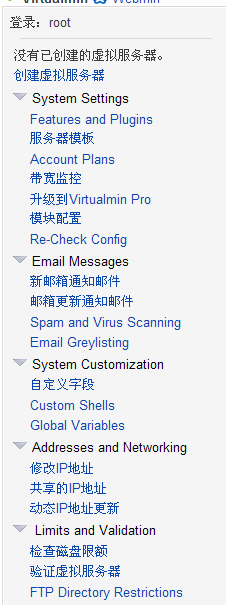 Virtualmin Webmin
登录：root
没有已创建的虚拟服务器。
创建虚拟服务器
System Settings
Features and Plugins
服务器模板
Account Plans
带宽监控
升级到Virtualmin Pro
模块配置
Re-Check Config
Email Messages
新邮箱通知邮件
邮箱更新通知邮件
Spam and Virus Scanning
Email Greylisting
System Customization
自定义字段
Custom Shells
Global Variables
Addresses and Networking
修改IP地址
共享的IP地址
动态IP地址更新
Limits and Validation
检查磁盘限额
验证虚拟服务器
FTP Directory Restrictions